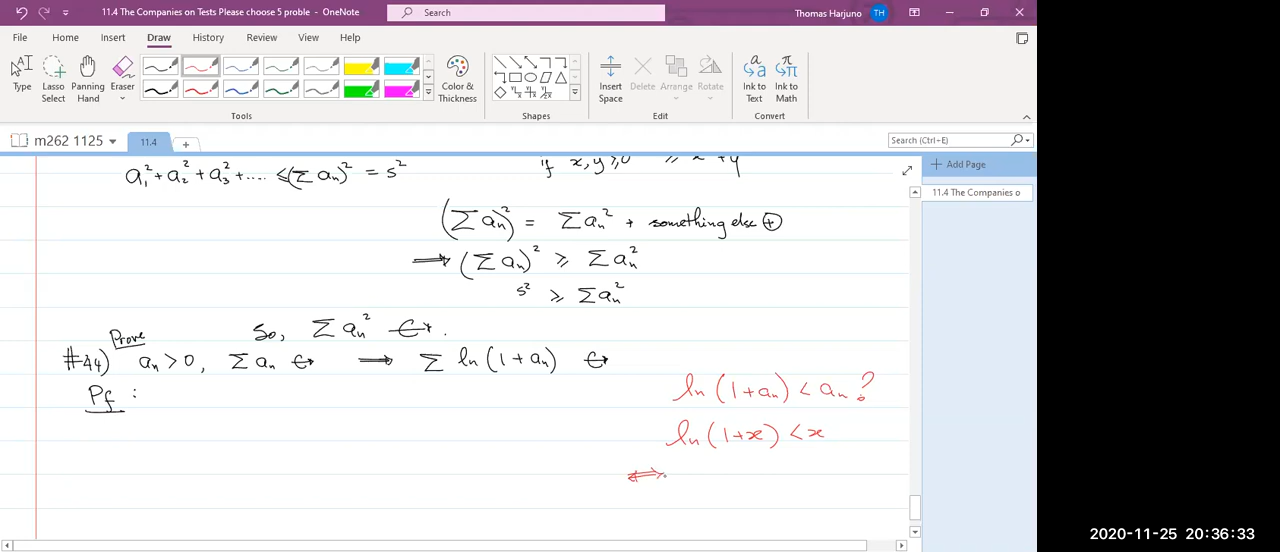 11.4 The Companies on Tests Please choose 5 proble - OneNote
Search
Thomas Harjuno TH
File Home Insert Draw History Review View Help
Type
Lasso Select
Panning Hand
Eraser
Color & Thickness
Insert Space
Delete
Arrange
Rotate
Ink to Text
Ink to Math
Tools
Shapes
Edit
Convert
m262 1125
11.4
Search (Ctrl+E)
Add Page
11.4 The Companies o
a₁² + a₂² + a₃² + .... ≤ (Σ aₙ)² = s²
if x, y ≥ 0
(Σ aₙ)² = Σ aₙ² + something else ⊕
⟹ (Σ aₙ)² ≥ Σ aₙ²
s² ≥ Σ aₙ²
So, Σ aₙ²
Prove
#44) aₙ > 0, Σ aₙ ⟹ Σ ln (1 + aₙ)
Pf :
ln (1 + aₙ) < aₙ ?
ln (1 + x) < x
⟺
2020-11-25 20:36:33